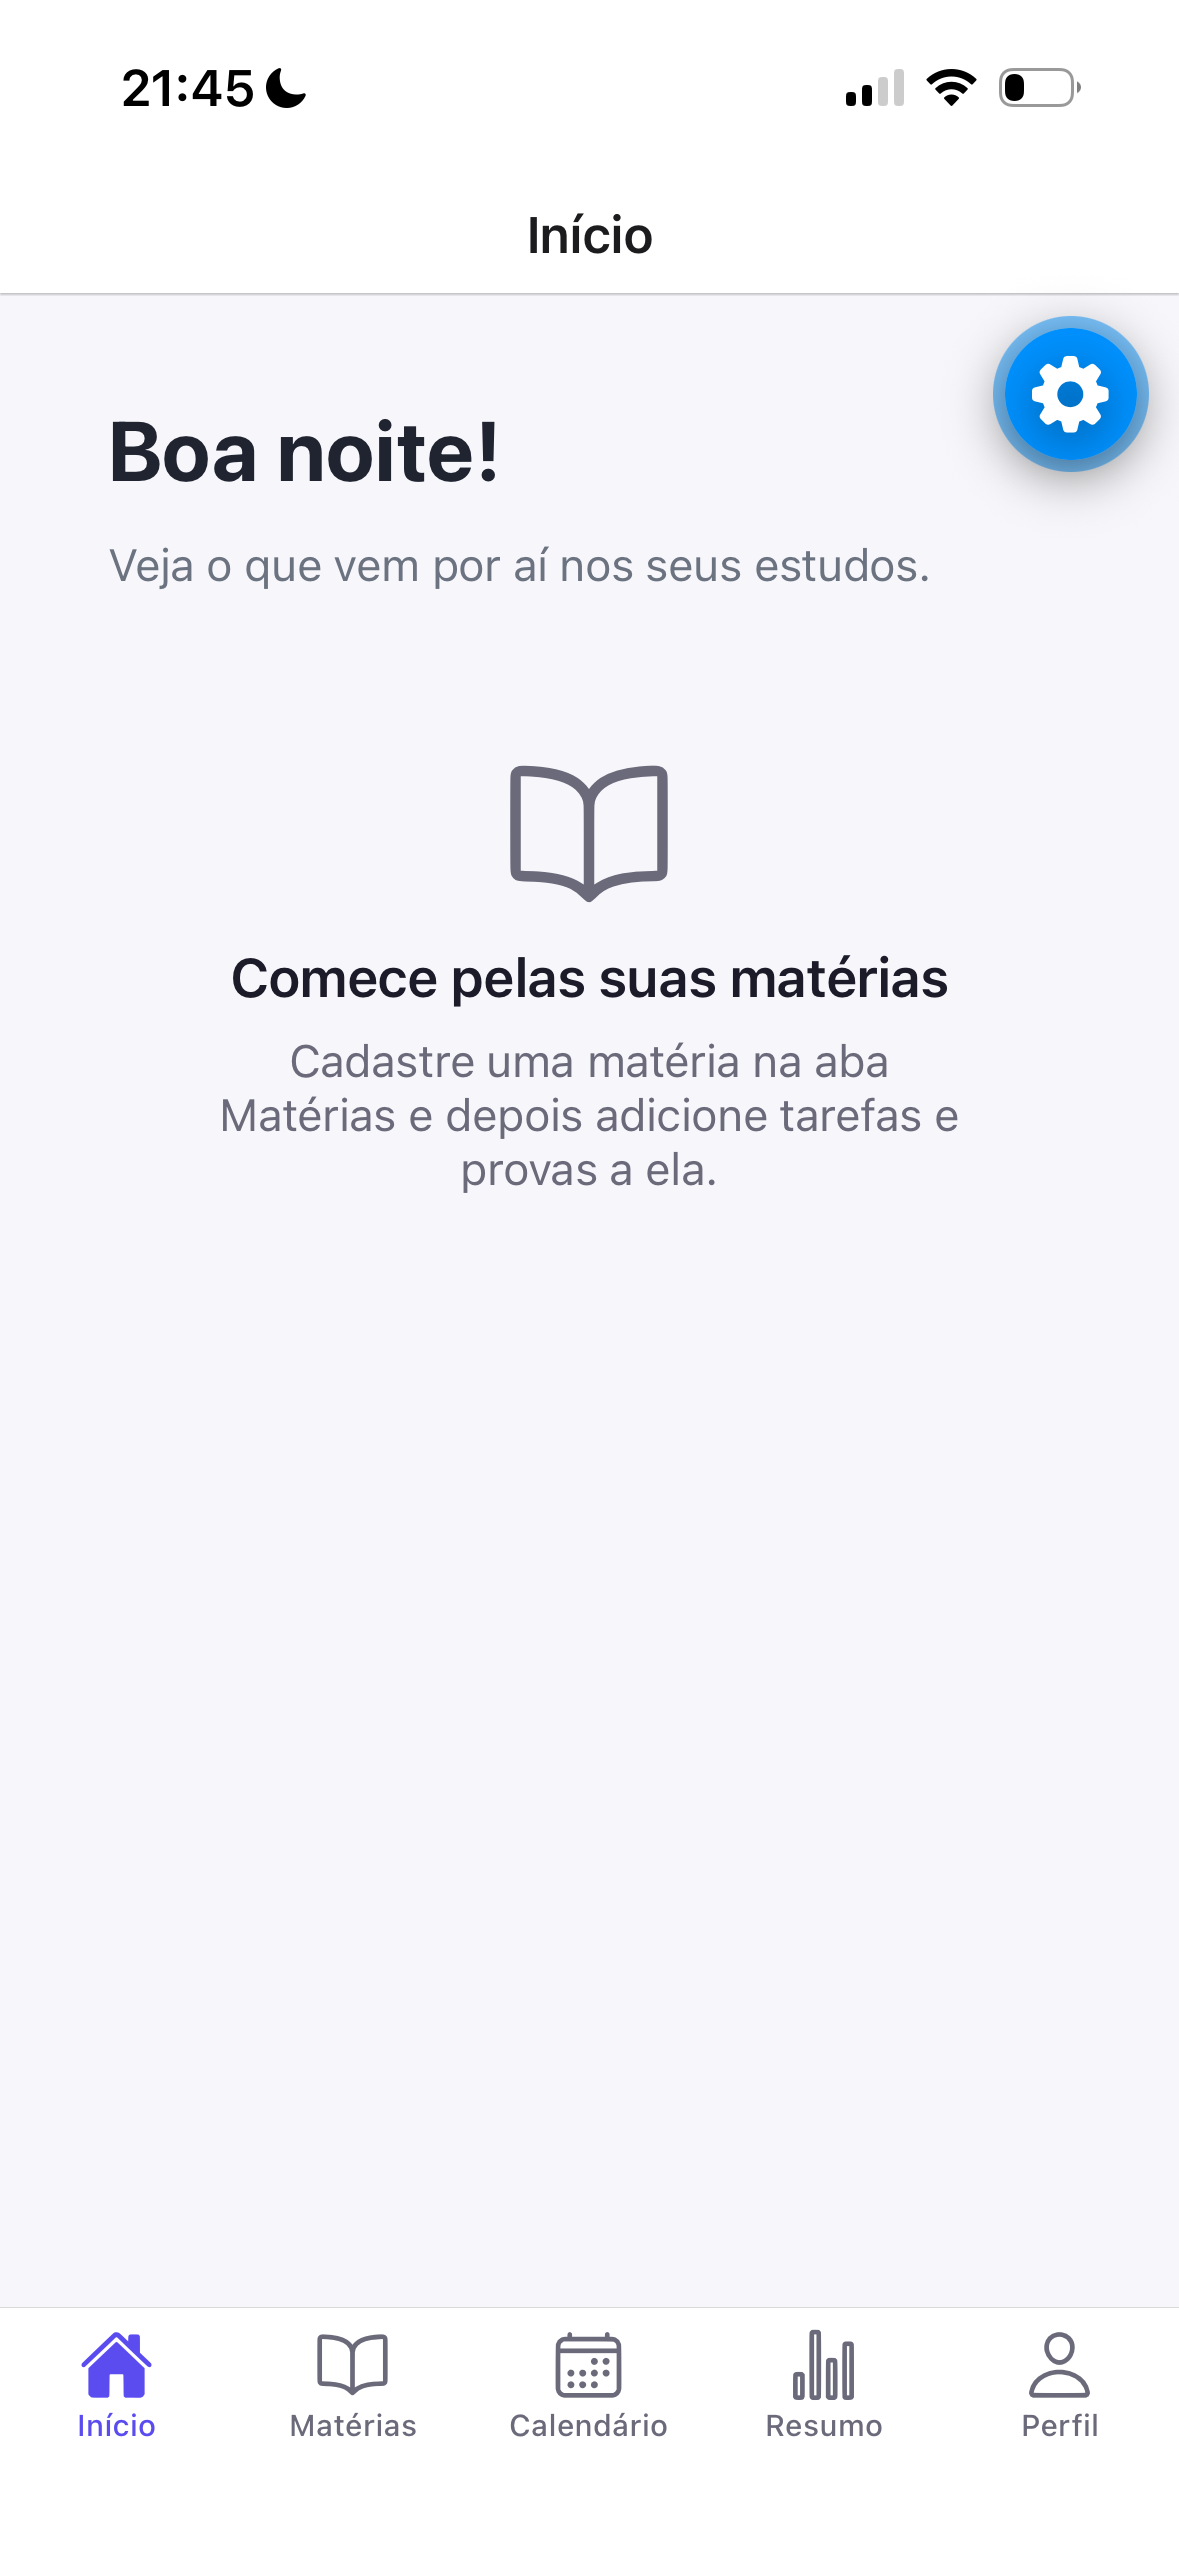 21:45
Início
Boa noite!
Veja o que vem por aí nos seus estudos.
Comece pelas suas matérias
Cadastre uma matéria na aba
Matérias e depois adicione tarefas e
provas a ela.
Início
Matérias
Calendário
Resumo
Perfil